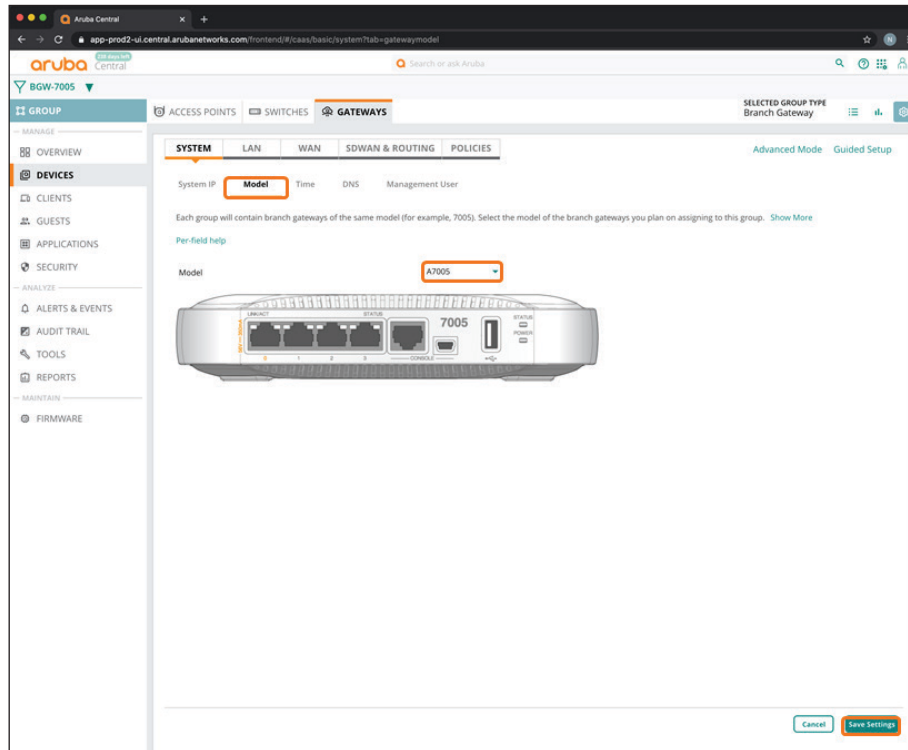 Aruba Central
app-prod2-ui.central.arubanetworks.com/frontend/#/caas/basic/system?tab=gatewaymodel
N
aruba Central
Search or ask Aruba
BGW-7005
GROUP
ACCESS POINTS SWITCHES GATEWAYS
SELECTED GROUP TYPE
Branch Gateway
MANAGE
OVERVIEW
DEVICES
CLIENTS
GUESTS
APPLICATIONS
SECURITY
ANALYZE
ALERTS & EVENTS
AUDIT TRAIL
TOOLS
REPORTS
MAINTAIN
FIRMWARE
SYSTEM LAN WAN SDWAN & ROUTING POLICIES
Advanced Mode Guided Setup
System IP Model Time DNS Management User
Each group will contain branch gateways of the same model (for example, 7005). Select the model of the branch gateways you plan on assigning to this group. Show More
Per-field help
Model A7005
LINK/ACT STATUS
7005
STATUS
POWER
0 1 2 3 CONSOLE
Cancel Save Settings